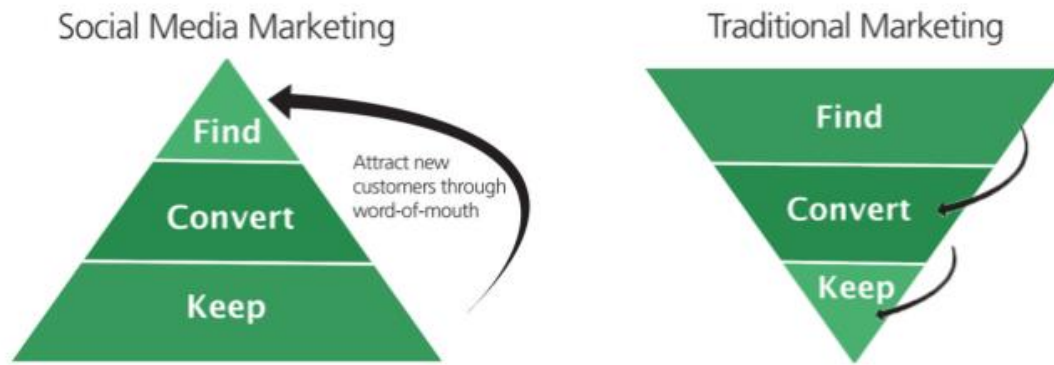 Social Media Marketing
Find
Attract new
customers through
word-of-mouth
Convert
Keep
Traditional Marketing
Find
Convert
Keep